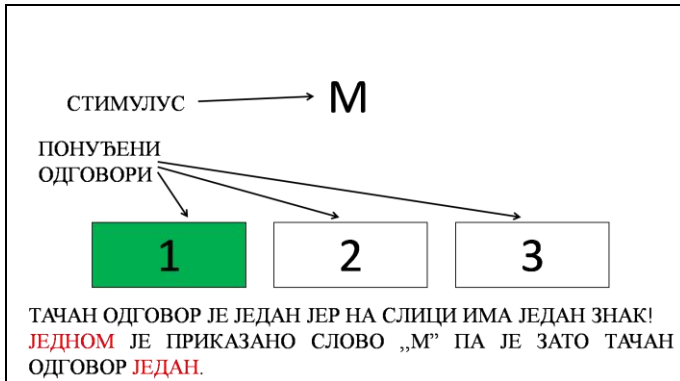 СТИМУЛУС
М
ПОНУЂЕНИ
ОДГОВОРИ
1 2 3
ТАЧАН ОДГОВОР ЈЕ ЈЕДАН ЈЕР НА СЛИЦИ ИМА ЈЕДАН ЗНАК!
ЈЕДНОМ ЈЕ ПРИКАЗАНО СЛОВО „М” ПА ЈЕ ЗАТО ТАЧАН
ОДГОВОР ЈЕДАН.